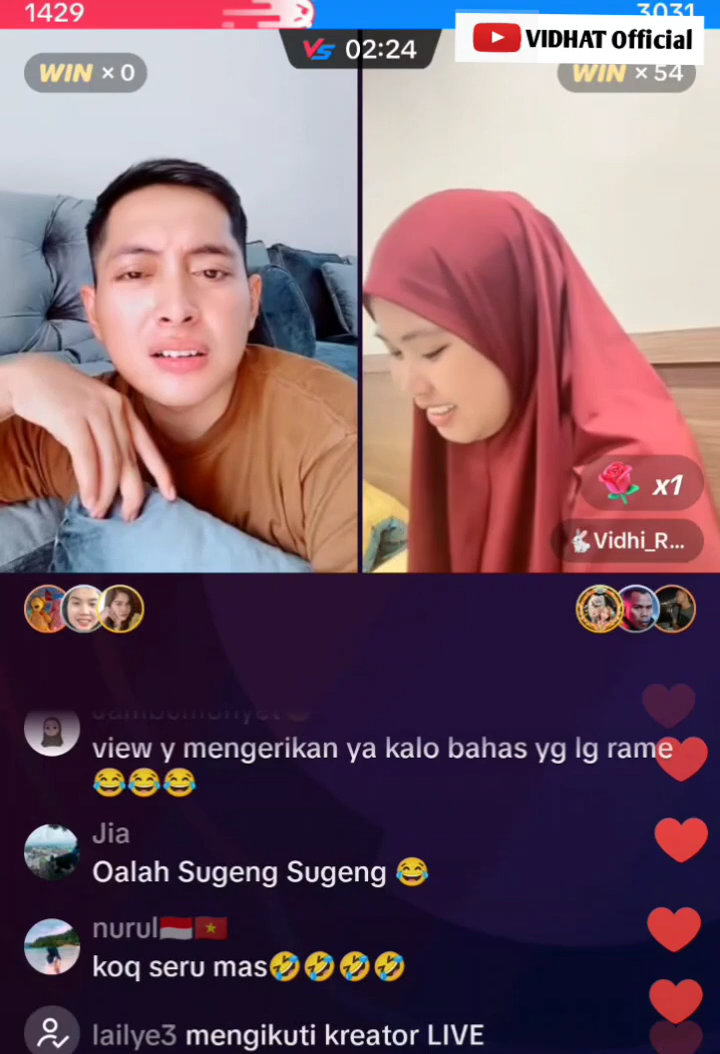 1429
3031
VS 02:24
VIDHAT Official
WIN × 0
WIN × 54
x1
Vidhi_R...
view y mengerikan ya kalo bahas yg lg rame
😂😂😂
Jia
Oalah Sugeng Sugeng 😂
nurul🇮🇩🇻🇳
koq seru mas🤣🤣🤣🤣
lailye3 mengikuti kreator LIVE